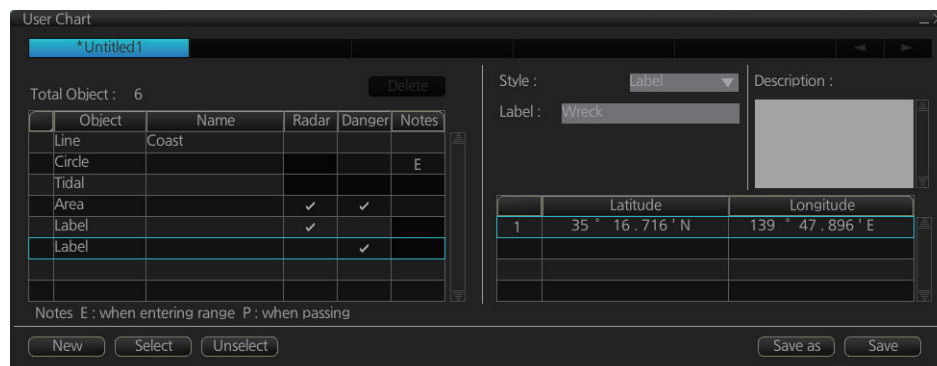 User Chart
*Untitled1
Total Object : 6
Delete
Object Name Radar Danger Notes
Line Coast
Circle E
Tidal
Area ✓ ✓
Label ✓
Label ✓
Notes E : when entering range P : when passing
Style : Label
Label : Wreck
Description :
Latitude Longitude
1 35 ° 16 . 716 ' N 139 ° 47 . 896 ' E
New Select Unselect Save as Save